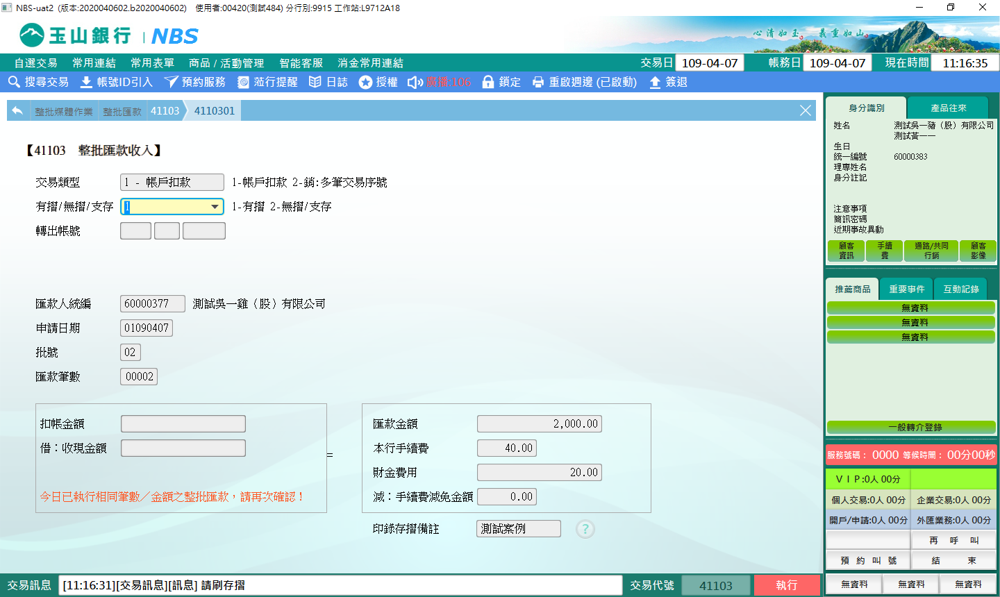 NBS-uat2 (版本:2020040602.b2020040602) 使用者:00420(測試484) 分行別:9915 工作站:L9712A18
玉山銀行 | NBS
心清如玉。義重如山。
自選交易 常用連結 常用表單 商品 / 活動管理 智能客服 消金常用連結 交易日 109-04-07 帳務日 109-04-07 現在時間 11:16:35
搜尋交易 帳號ID引入 預約服務 蒞行提醒 日誌 授權 廣播:106 鎖定 重啟週邊 (已啟動) 簽退
整批媒體作業 整批匯款 41103 4110301
【41103 整批匯款收入】
交易類型 1 - 帳戶扣款 1-帳戶扣款 2-銷:多筆交易序號
有摺/無摺/支存 1 1-有摺 2-無摺/支存
轉出帳號
匯款人統編 60000377 測試吳一雞（股）有限公司
申請日期 01090407
批號 02
匯款筆數 00002
扣帳金額
借：收現金額
今日已執行相同筆數／金額之整批匯款，請再次確認！
=
匯款金額 2,000.00
本行手續費 40.00
財金費用 20.00
減：手續費減免金額 0.00
印錄存摺備註 測試案例 ?
交易訊息 [11:16:31][交易訊息][訊息] 請刷存摺 交易代號 41103 執行
身分識別 產品往來
姓名 測試吳一豬（股）有限公司
測試黃一一
生日
統一編號 60000383
理專姓名
身分註記
注意事項
簡訊密碼
近期事故異動
顧客資訊 手續費 通路/共同行銷 顧客影像
推薦商品 重要事件 互動記錄
無資料
無資料
無資料
一般轉介登錄
服務號碼： 0000 等候時間： 00分00秒
ＶＩＰ:0人 00分
個人交易:0人 00分 企業交易:0人 00分
開戶/申請:0人 00分 外匯業務:0人 00分
再 呼 叫
預 約 叫 號 結 束
無資料 無資料 無資料